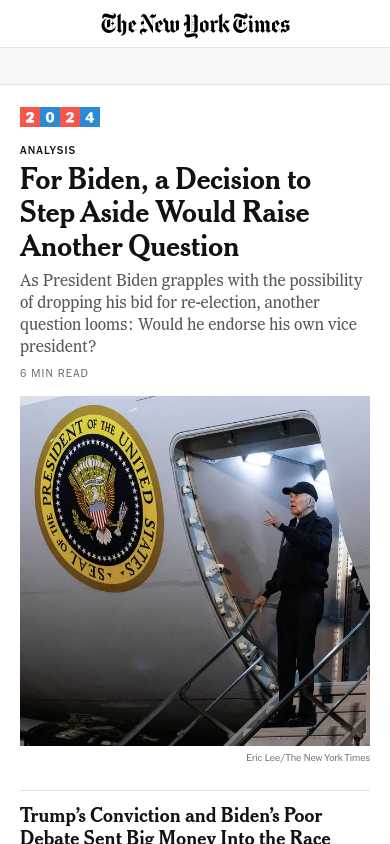 The New York Times
2024
ANALYSIS
For Biden, a Decision to
Step Aside Would Raise
Another Question
As President Biden grapples with the possibility
of dropping his bid for re-election, another
question looms: Would he endorse his own vice
president?
6 MIN READ
SEAL OF THE PRESIDENT OF THE UNITED STATES
Eric Lee/The New York Times
Trump’s Conviction and Biden’s Poor
Debate Sent Big Money Into the Race